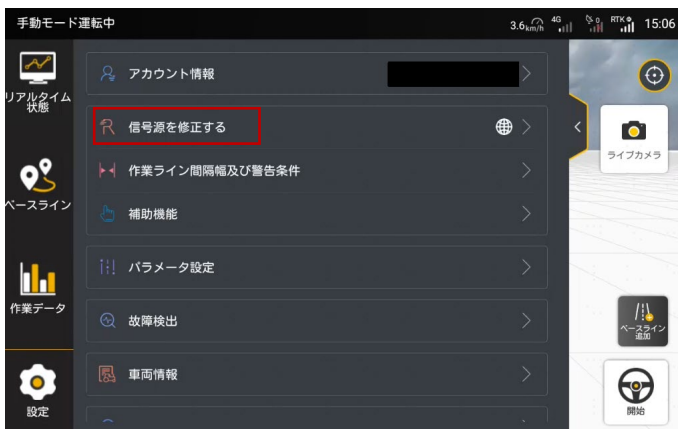 手動モード運転中
3.6km/h
4G
0
RTK
15:06
リアルタイム
状態
ベースライン
作業データ
設定
アカウント情報
信号源を修正する
作業ライン間隔幅及び警告条件
補助機能
パラメータ設定
故障検出
車両情報
ライブカメラ
ベースライン
追加
開始